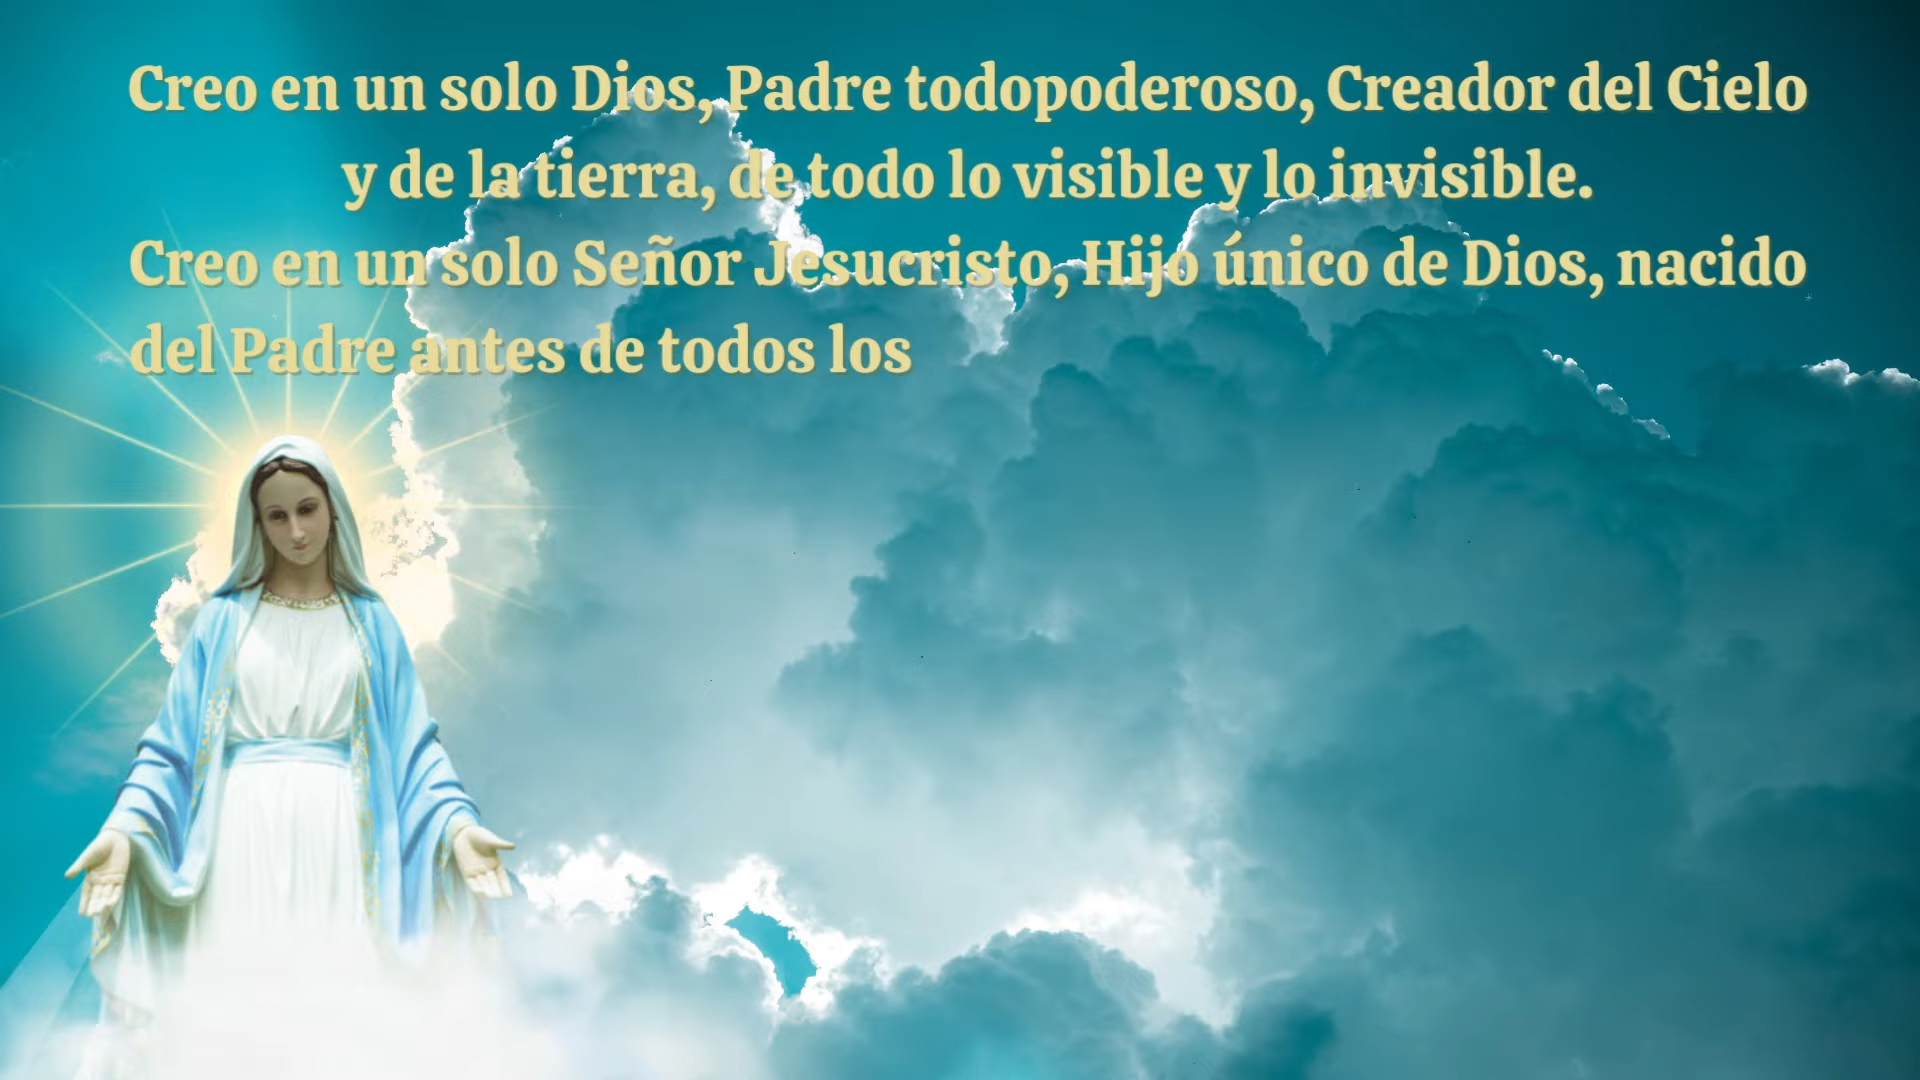 Creo en un solo Dios, Padre todopoderoso, Creador del Cielo
y de la tierra, de todo lo visible y lo invisible.
Creo en un solo Señor Jesucristo, Hijo único de Dios, nacido
del Padre antes de todos los